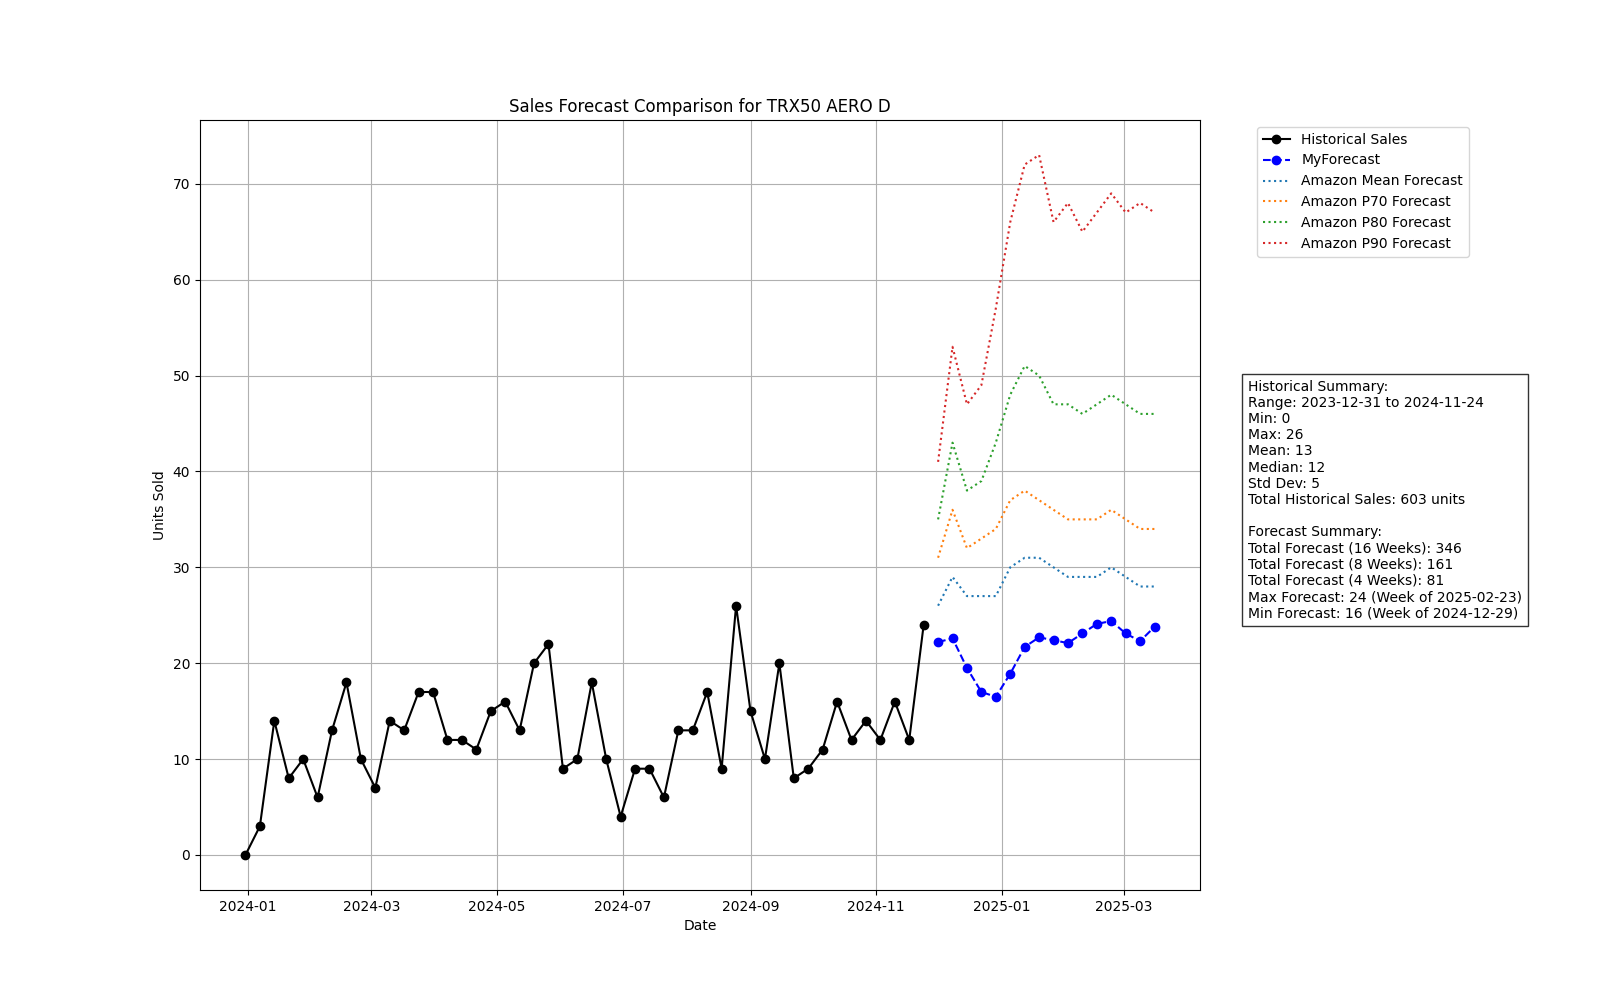 Sales Forecast Comparison for TRX50 AERO D
Historical Sales
MyForecast
Amazon Mean Forecast
Amazon P70 Forecast
Amazon P80 Forecast
Amazon P90 Forecast
Units Sold
70
60
50
40
30
20
10
0
2024-01
2024-03
2024-05
2024-07
2024-09
2024-11
2025-01
2025-03
Date
Historical Summary:
Range: 2023-12-31 to 2024-11-24
Min: 0
Max: 26
Mean: 13
Median: 12
Std Dev: 5
Total Historical Sales: 603 units
Forecast Summary:
Total Forecast (16 Weeks): 346
Total Forecast (8 Weeks): 161
Total Forecast (4 Weeks): 81
Max Forecast: 24 (Week of 2025-02-23)
Min Forecast: 16 (Week of 2024-12-29)